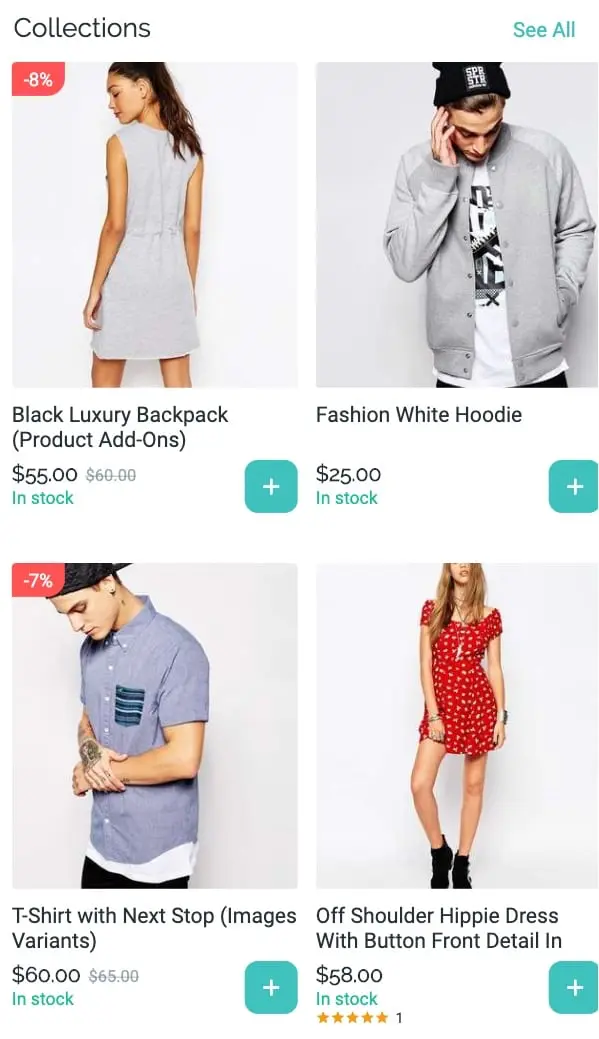 Collections
See All
-8%
SPR
STR
Black Luxury Backpack
(Product Add-Ons)
$55.00 $60.00
In stock
+
Fashion White Hoodie
$25.00
In stock
+
-7%
T-Shirt with Next Stop (Images
Variants)
$60.00 $65.00
In stock
+
Off Shoulder Hippie Dress
With Button Front Detail In
$58.00
In stock
1
+